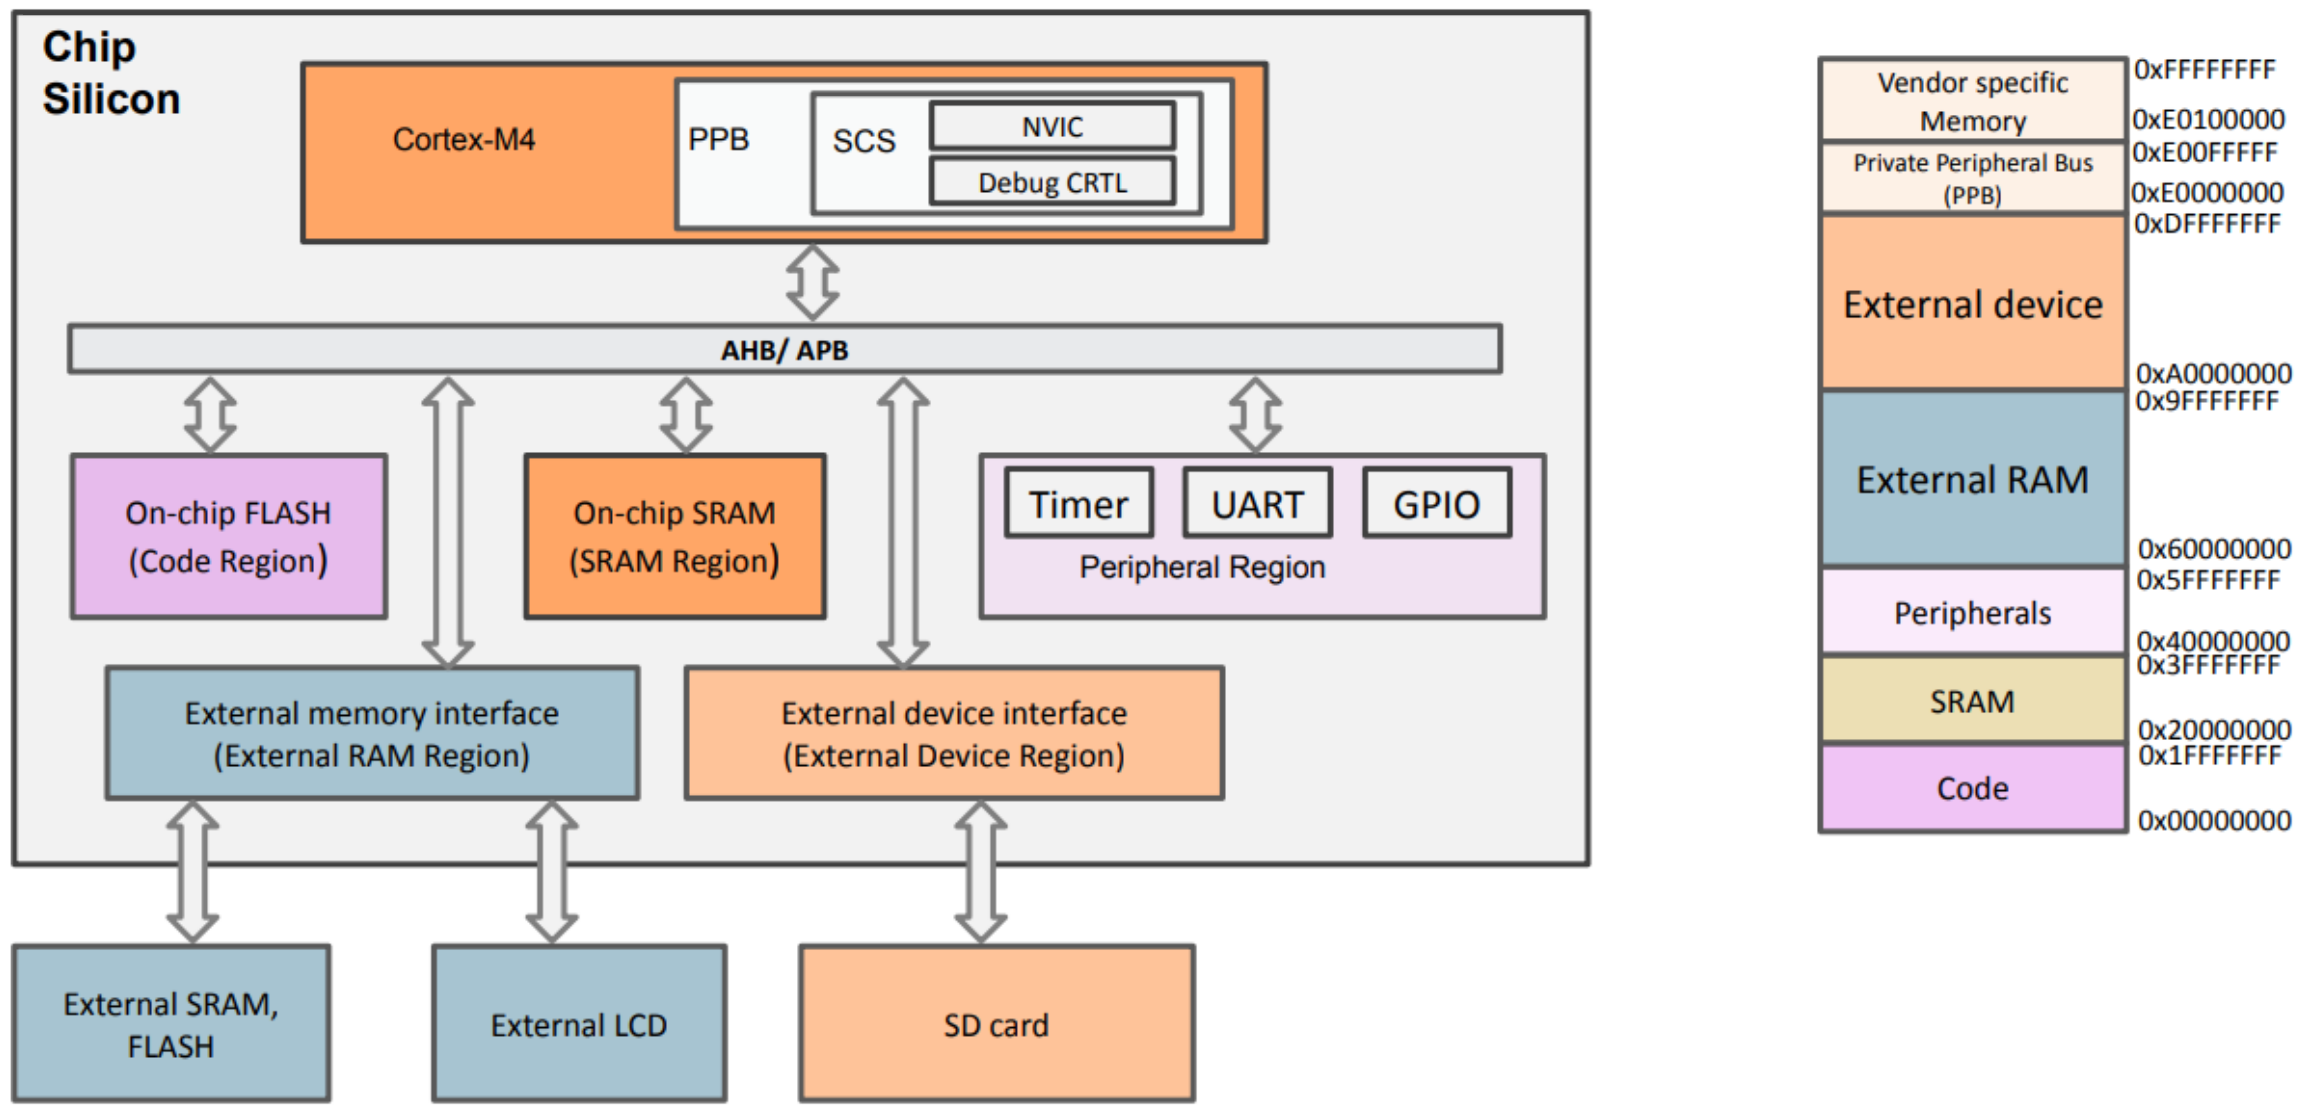 Chip
Silicon
Cortex-M4
PPB
SCS
NVIC
Debug CRTL
AHB/ APB
On-chip FLASH
(Code Region)
On-chip SRAM
(SRAM Region)
Timer
UART
GPIO
Peripheral Region
External memory interface
(External RAM Region)
External device interface
(External Device Region)
External SRAM,
FLASH
External LCD
SD card
Vendor specific
Memory
0xFFFFFFFF
0xE0100000
Private Peripheral Bus
(PPB)
0xE00FFFFF
0xE0000000
External device
0xDFFFFFFF
0xA0000000
External RAM
0x9FFFFFFF
0x60000000
Peripherals
0x5FFFFFFF
0x40000000
SRAM
0x3FFFFFFF
0x20000000
Code
0x1FFFFFFF
0x00000000